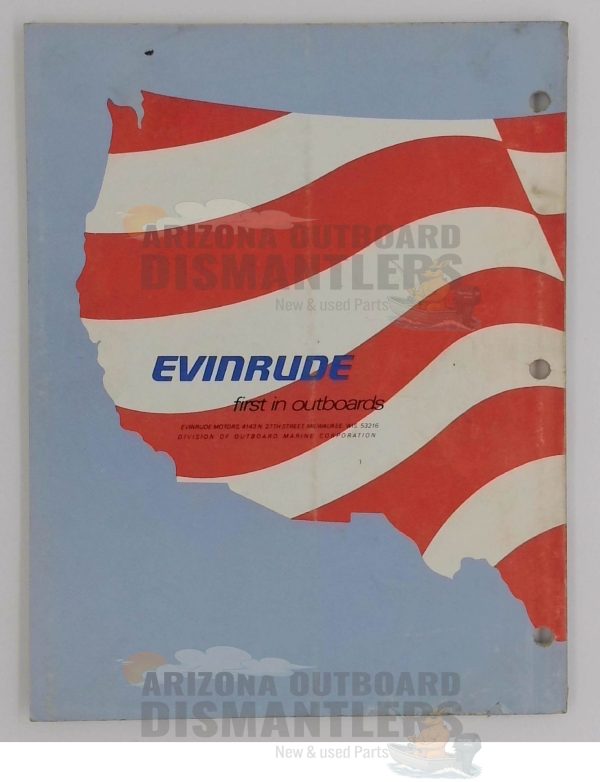 ARIZONA OUTBOARD
DISMANTLERS
New & used Parts
EVINRUDE
first in outboards
EVINRUDE MOTORS 4143 N. 27TH STREET, MILWAUKEE, WIS. 53216
DIVISION OF OUTBOARD MARINE CORPORATION
ARIZONA OUTBOARD
DISMANTLERS
New & used Parts